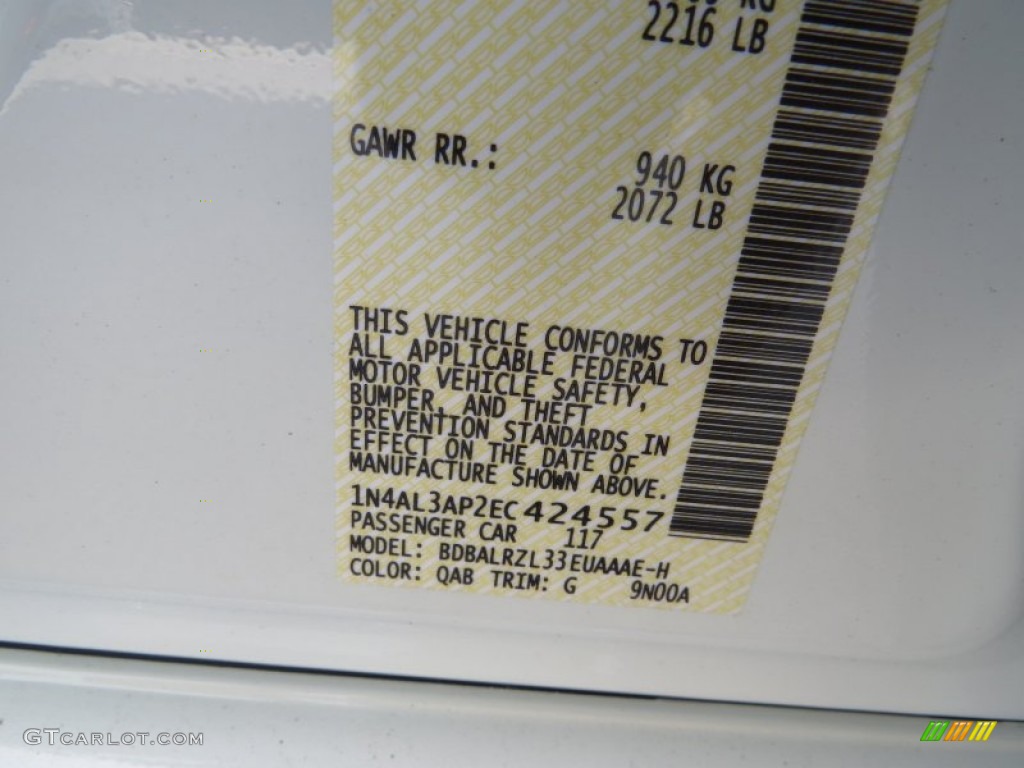 2216 LB
GAWR RR.: 940 KG
2072 LB
THIS VEHICLE CONFORMS TO
ALL APPLICABLE FEDERAL
MOTOR VEHICLE SAFETY,
BUMPER, AND THEFT
PREVENTION STANDARDS IN
EFFECT ON THE DATE OF
MANUFACTURE SHOWN ABOVE.
1N4AL3AP2EC424557
PASSENGER CAR 117
MODEL: BDBALRZL33EUAAAE-H
COLOR: QAB TRIM: G 9N00A
GTCARLOT.COM